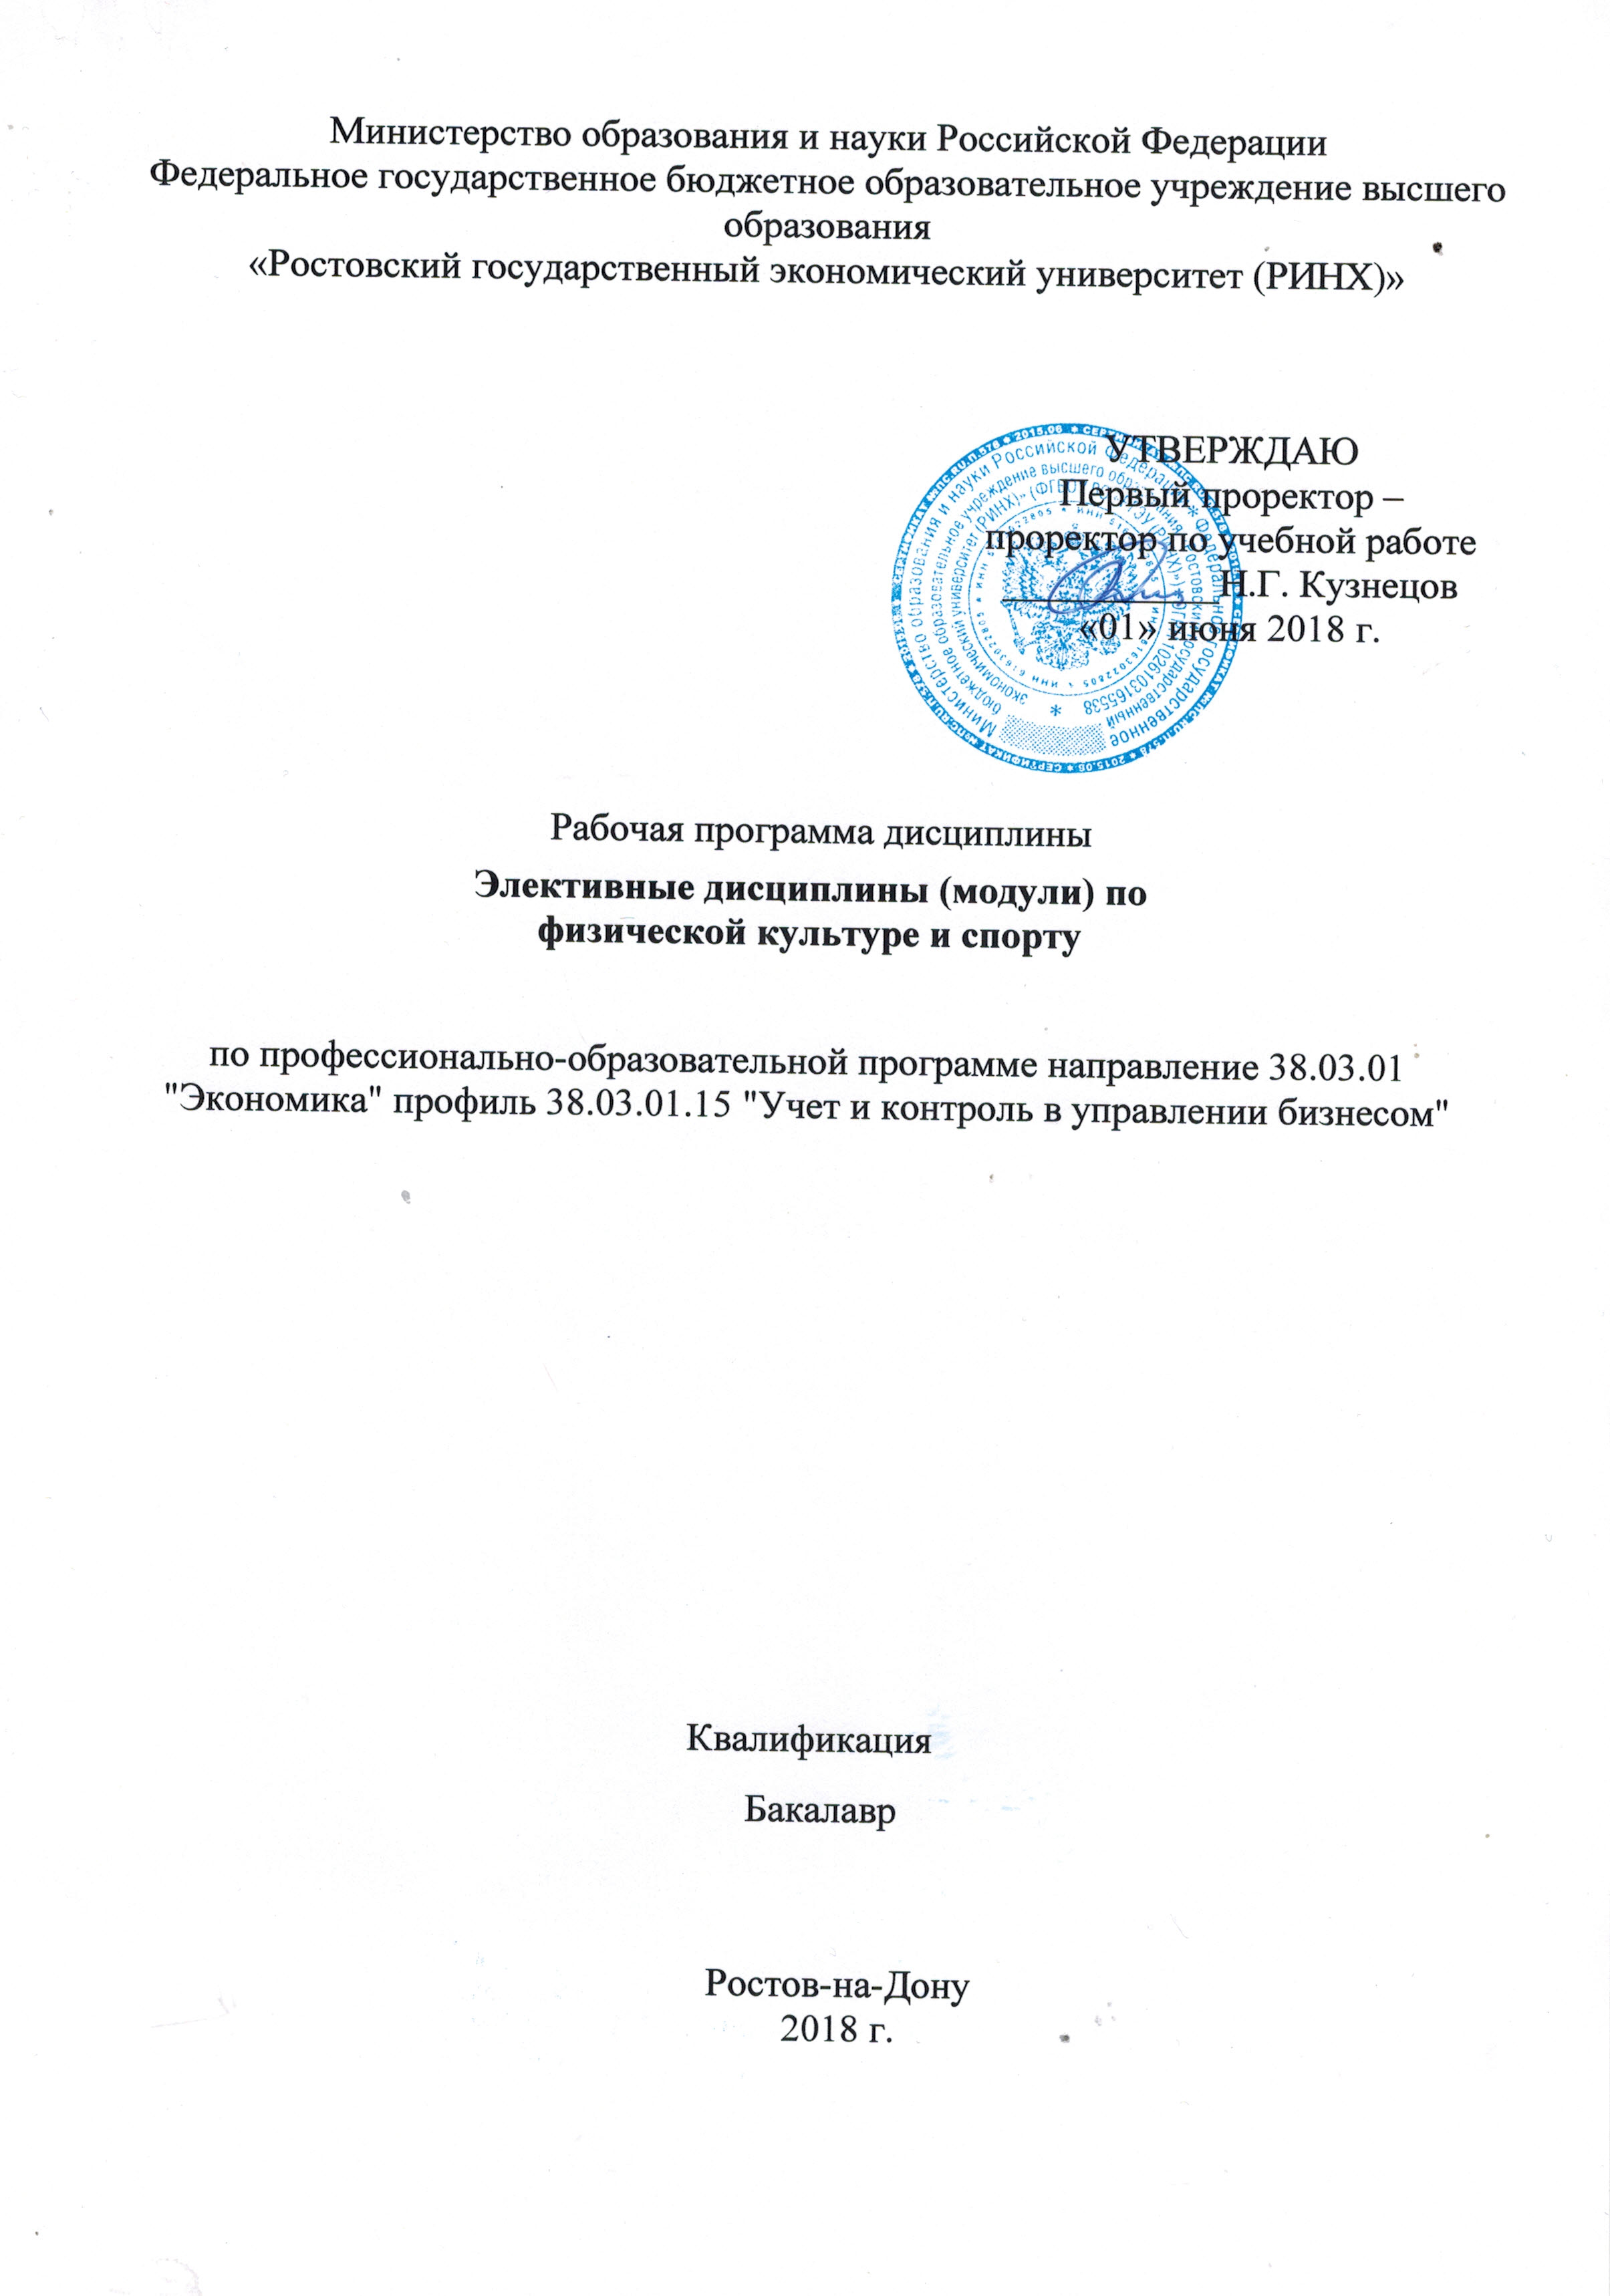 Министерство образования и науки Российской Федерации
Федеральное государственное бюджетное образовательное учреждение высшего
образования
«Ростовский государственный экономический университет (РИНХ)»
УТВЕРЖДАЮ
Первый проректор –
проректор по учебной работе
Н.Г. Кузнецов
«01» июня 2018 г.
Рабочая программа дисциплины
Элективные дисциплины (модули) по
физической культуре и спорту
по профессионально-образовательной программе направление 38.03.01
"Экономика" профиль 38.03.01.15 "Учет и контроль в управлении бизнесом"
Квалификация
Бакалавр
Ростов-на-Дону
2018 г.